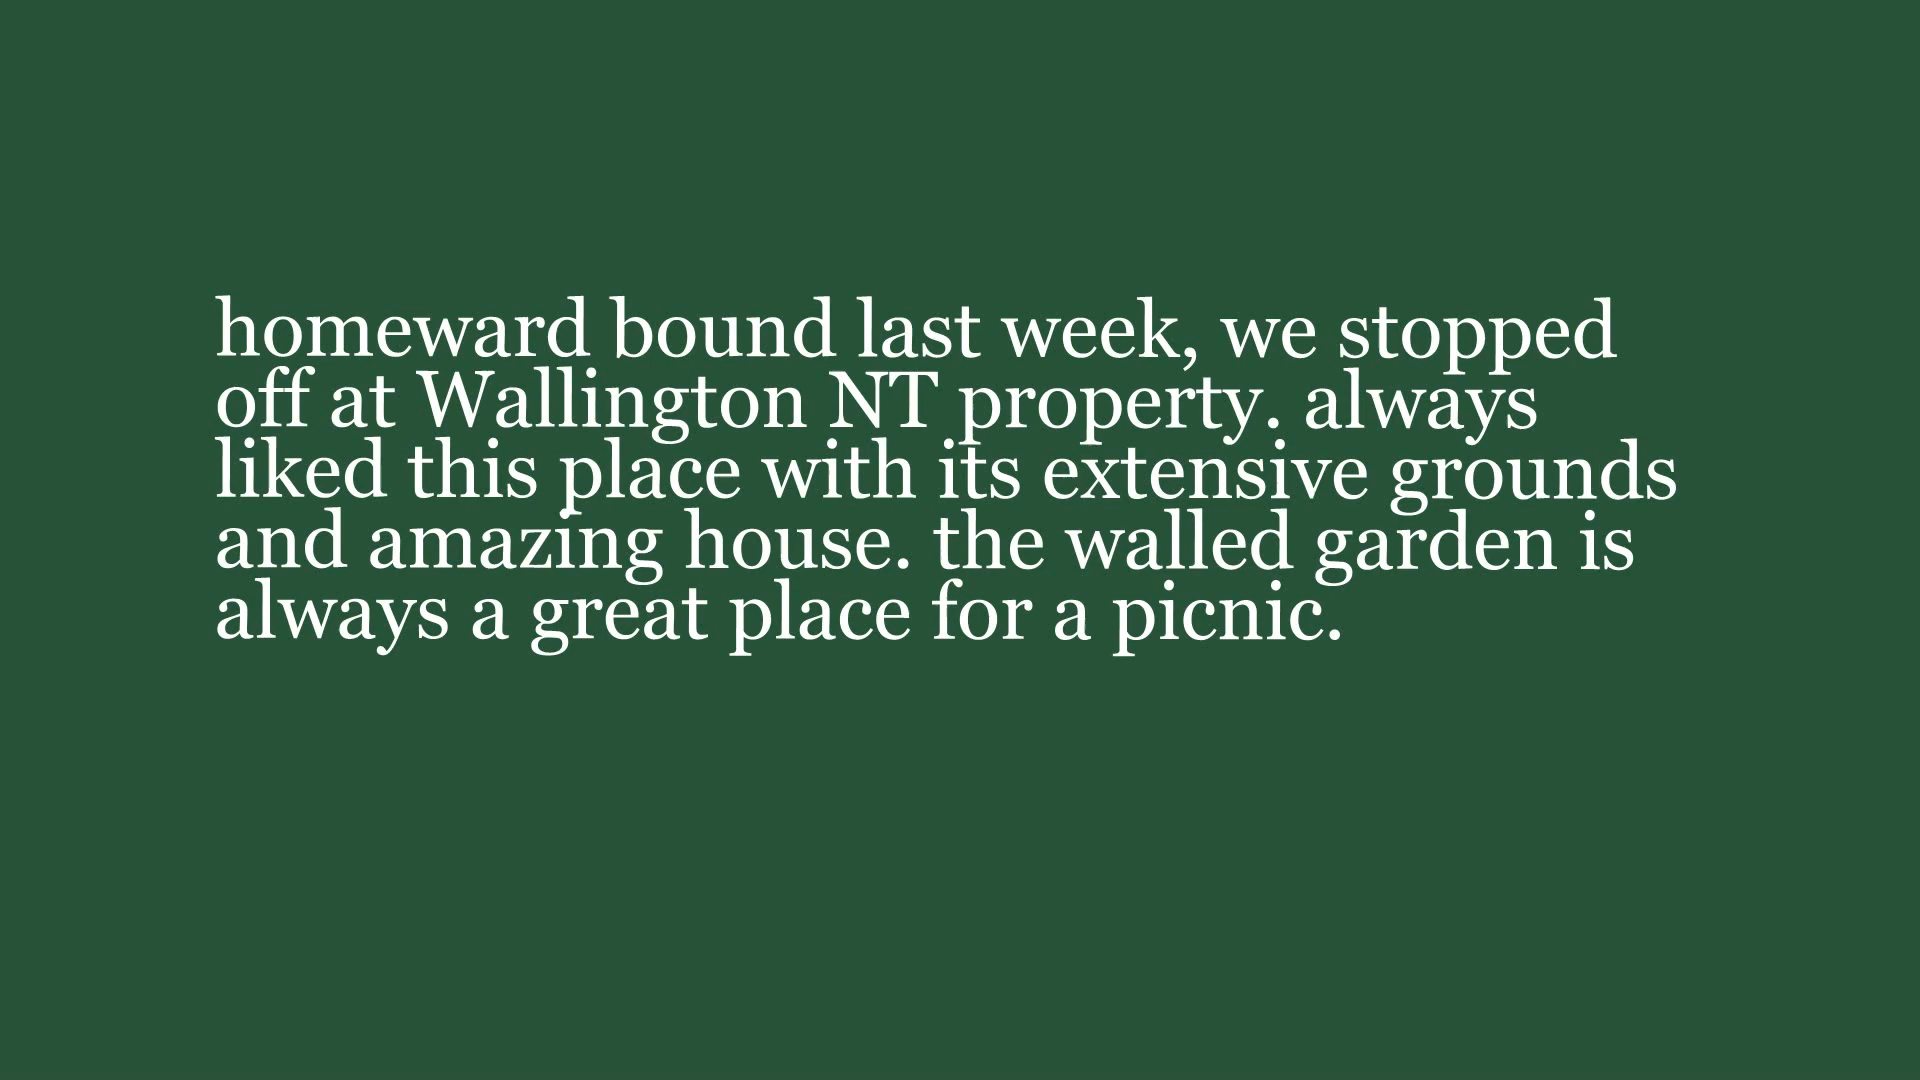 homeward bound last week, we stopped
off at Wallington NT property. always
liked this place with its extensive grounds
and amazing house. the walled garden is
always a great place for a picnic.